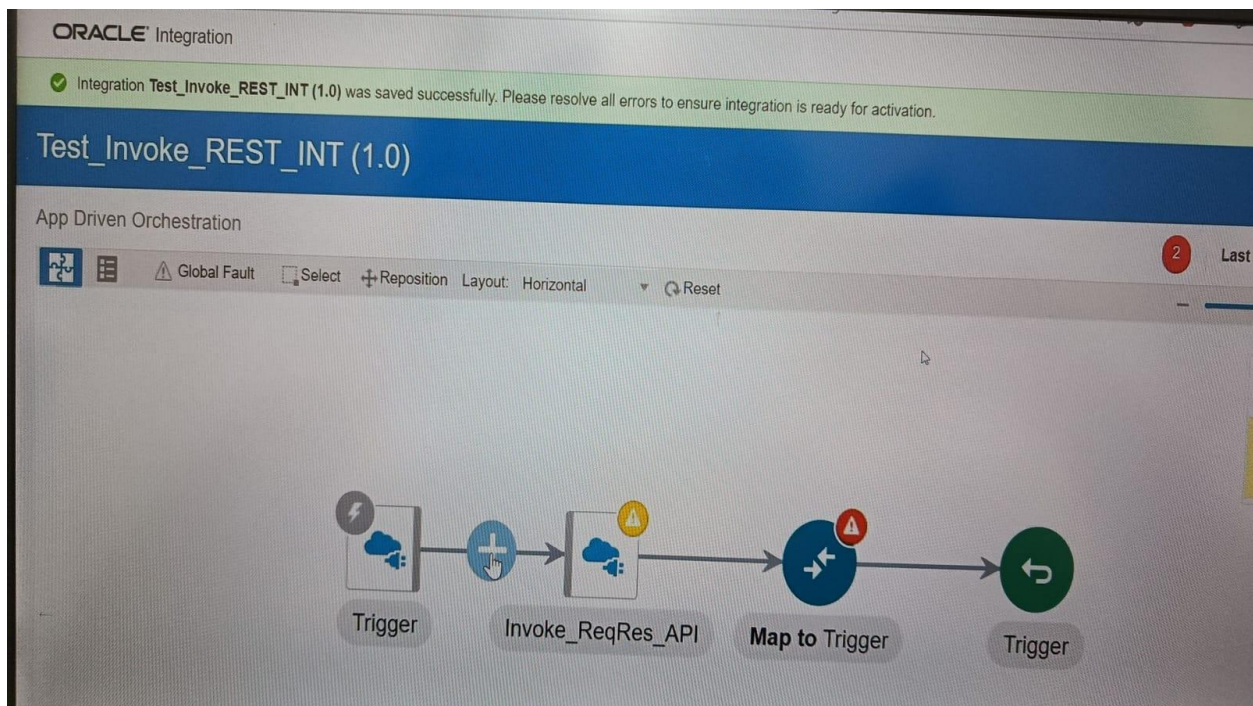 ORACLE® Integration
Integration Test_Invoke_REST_INT (1.0) was saved successfully. Please resolve all errors to ensure integration is ready for activation.
Test_Invoke_REST_INT (1.0)
App Driven Orchestration
2 Last
Global Fault Select Reposition Layout: Horizontal Reset
Trigger Invoke_ReqRes_API Map to Trigger Trigger